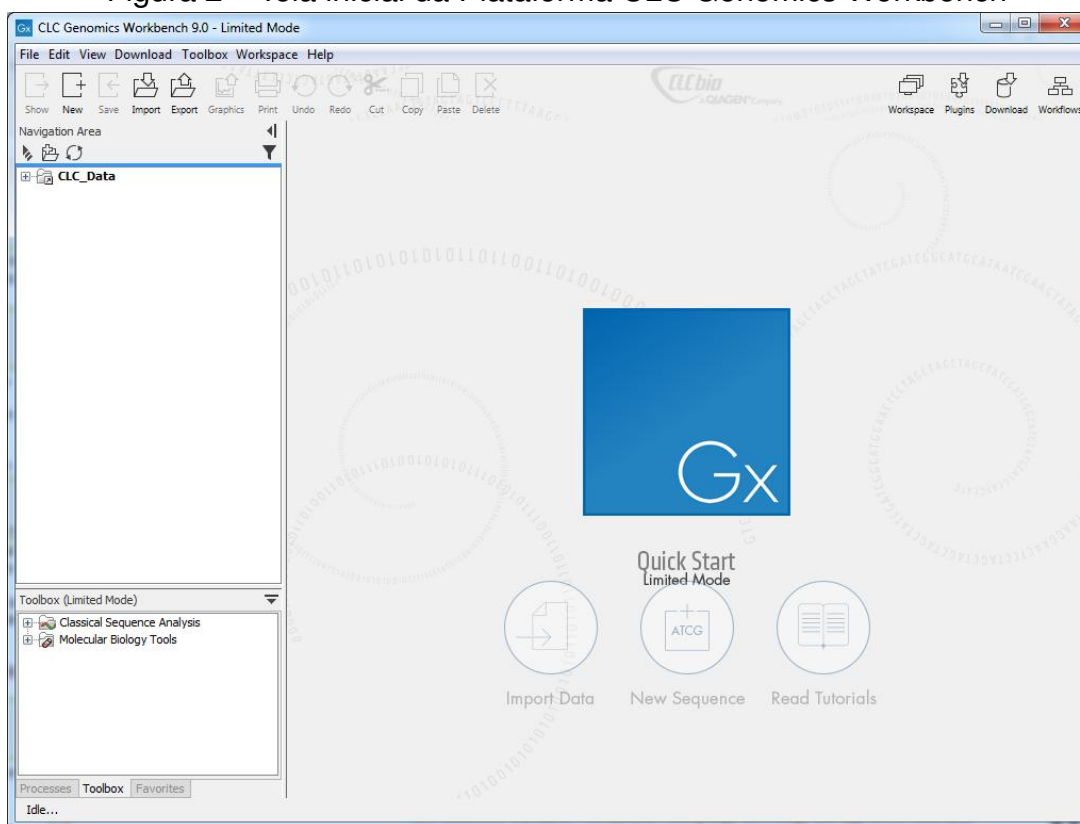 CLC Genomics Workbench 9.0 - Limited Mode
File Edit View Download Toolbox Workspace Help
CLCbio
A QIAGEN Company
Show New Save Import Export Graphics Print Undo Redo Cut Copy Paste Delete Workspace Plugins Download Workflows
Navigation Area
CLC_Data
Gx
Quick Start
Limited Mode
Toolbox (Limited Mode)
Classical Sequence Analysis
Molecular Biology Tools
ATCG
Import Data New Sequence Read Tutorials
Processes Toolbox Favorites
Idle...